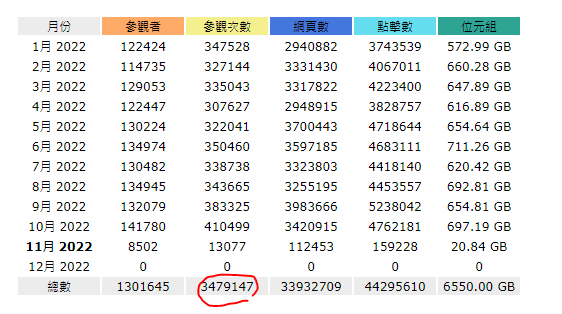 月份 參觀者 參觀次數 網頁數 點擊數 位元組
1月 2022 122424 347528 2940882 3743539 572.99 GB
2月 2022 114735 327144 3331430 4067011 660.28 GB
3月 2022 129053 335043 3317822 4223400 647.89 GB
4月 2022 122447 307627 2948915 3828757 616.89 GB
5月 2022 130224 322041 3700443 4718644 654.64 GB
6月 2022 134974 350460 3597185 4683111 711.26 GB
7月 2022 130482 338738 3323803 4418140 620.42 GB
8月 2022 134945 343665 3255195 4453557 692.81 GB
9月 2022 132079 383325 3983666 5238042 654.81 GB
10月 2022 141780 410499 3420915 4762181 697.19 GB
11月 2022 8502 13077 112453 159228 20.84 GB
12月 2022 0 0 0 0 0
總數 1301645 3479147 33932709 44295610 6550.00 GB